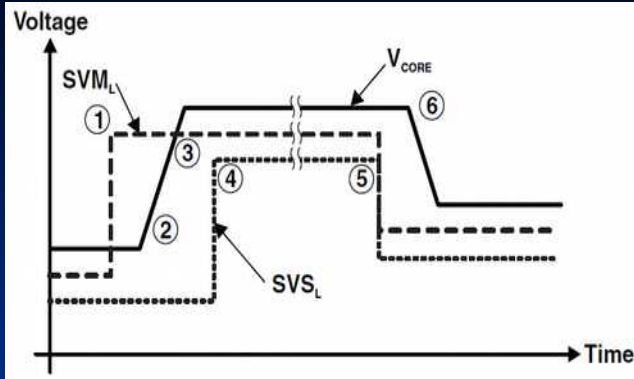 Voltage
SVML
VCORE
①
⑥
③
④
⑤
②
SVSL
Time